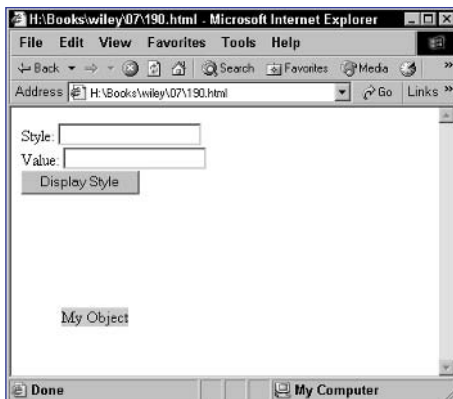 H:\Books\wiley\07\190.html - Microsoft Internet Explorer
File Edit View Favorites Tools Help
Back Search Favorites Media »
Address H:\Books\wiley\07\190.html Go Links »
Style:
Value:
Display Style
My Object
Done My Computer